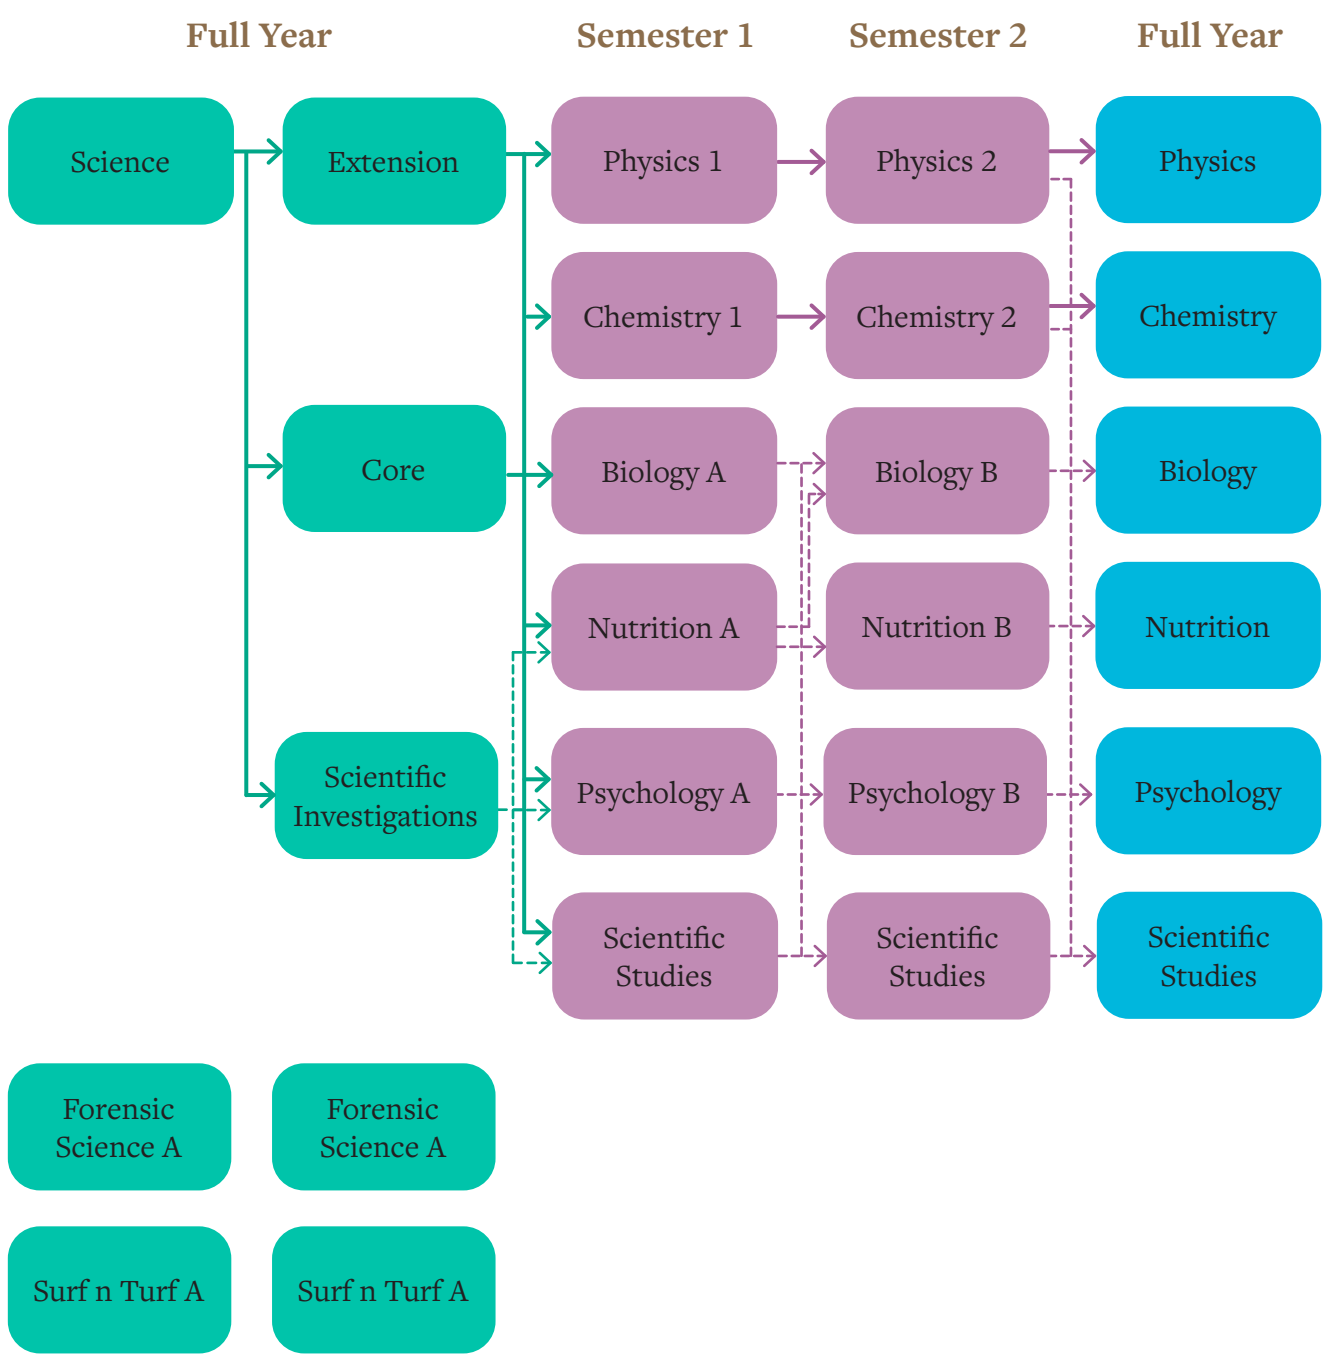 Full Year
Semester 1
Semester 2
Full Year
Science
Extension
Physics 1
Physics 2
Physics
Chemistry 1
Chemistry 2
Chemistry
Core
Biology A
Biology B
Biology
Nutrition A
Nutrition B
Nutrition
Scientific
Investigations
Psychology A
Psychology B
Psychology
Scientific
Studies
Scientific
Studies
Scientific
Studies
Forensic
Science A
Forensic
Science A
Surf n Turf A
Surf n Turf A